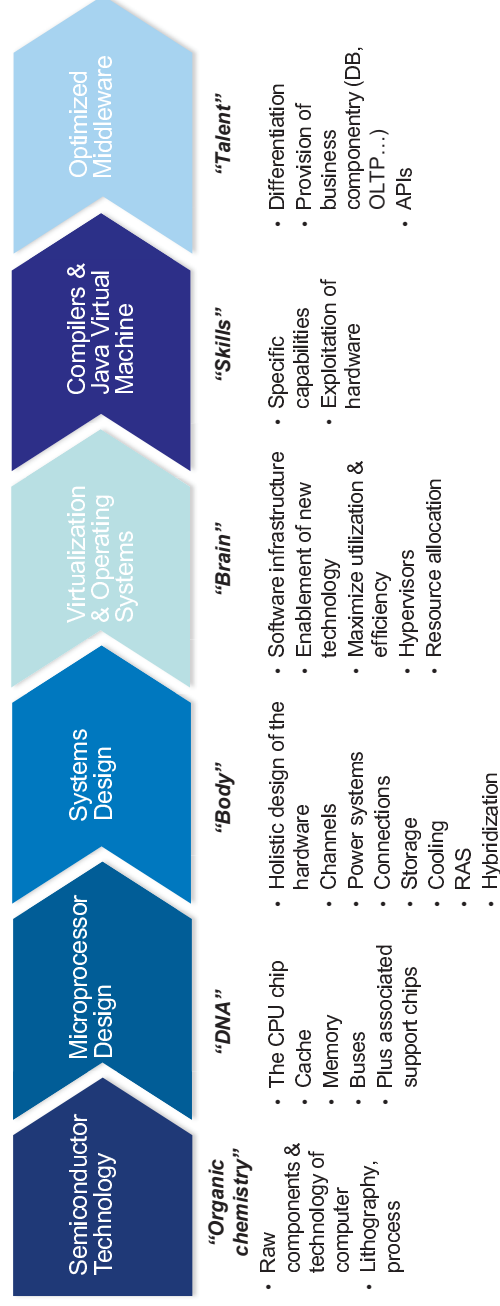 Semiconductor
Technology
Microprocessor
Design
Systems
Design
Virtualization
& Operating
Systems
Compilers &
Java Virtual
Machine
Optimized
Middleware
“Organic
chemistry”
• Raw
components &
technology of
computer
• Lithography,
process
“DNA”
• The CPU chip
• Cache
• Memory
• Buses
• Plus associated
support chips
“Body”
• Holistic design of the
hardware
• Channels
• Power systems
• Connections
• Storage
• Cooling
• RAS
• Hybridization
“Brain”
• Software infrastructure
• Enablement of new
technology
• Maximize utilization &
efficiency
• Hypervisors
• Resource allocation
“Skills”
• Specific
capabilities
• Exploitation of
hardware
“Talent”
• Differentiation
• Provision of
business
componentry (DB,
OLTP…)
• APIs